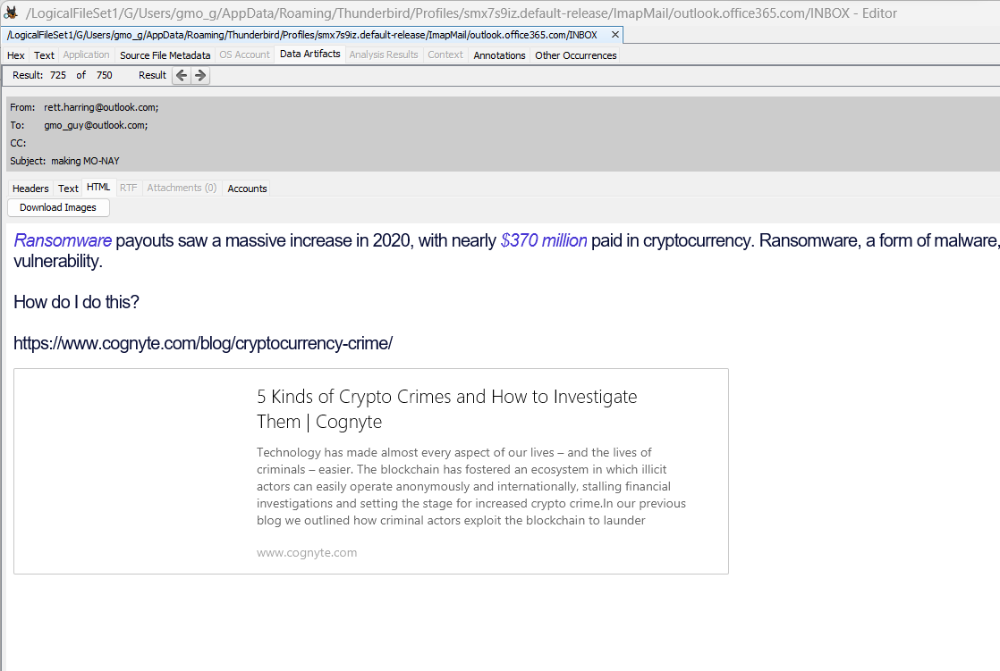 /LogicalFileSet1/G/Users/gmo_g/AppData/Roaming/Thunderbird/Profiles/smx7s9iz.default-release/ImapMail/outlook.office365.com/INBOX - Editor
/LogicalFileSet1/G/Users/gmo_g/AppData/Roaming/Thunderbird/Profiles/smx7s9iz.default-release/ImapMail/outlook.office365.com/INBOX ✕
Hex Text Application Source File Metadata OS Account Data Artifacts Analysis Results Context Annotations Other Occurrences
Result: 725 of 750 Result
From: rett.harring@outlook.com;
To: gmo_guy@outlook.com;
CC:
Subject: making MO-NAY
Headers Text HTML RTF Attachments (0) Accounts
Download Images
Ransomware payouts saw a massive increase in 2020, with nearly $370 million paid in cryptocurrency. Ransomware, a form of malware,
vulnerability.
How do I do this?
https://www.cognyte.com/blog/cryptocurrency-crime/
5 Kinds of Crypto Crimes and How to Investigate
Them | Cognyte
Technology has made almost every aspect of our lives – and the lives of
criminals – easier. The blockchain has fostered an ecosystem in which illicit
actors can easily operate anonymously and internationally, stalling financial
investigations and setting the stage for increased crypto crime.In our previous
blog we outlined how criminal actors exploit the blockchain to launder
www.cognyte.com